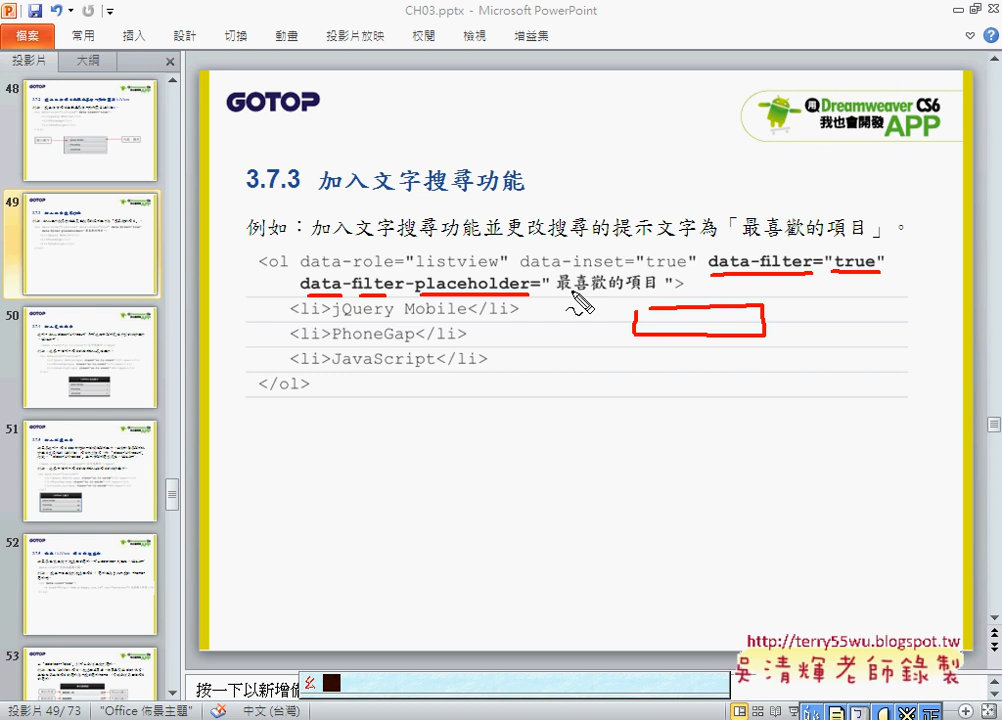 CH03.pptx - Microsoft PowerPoint
檔案 常用 插入 設計 切換 動畫 投影片放映 校閱 檢視 增益集
投影片 大綱
48
49
50
51
52
53
GOTOP
用Dreamweaver CS6
我也會開發APP
3.7.3 加入文字搜尋功能
例如：加入文字搜尋功能並更改搜尋的提示文字為「最喜歡的項目」。
<ol data-role="listview" data-inset="true" data-filter="true"
data-filter-placeholder="最喜歡的項目">
<li>jQuery Mobile</li>
<li>PhoneGap</li>
<li>JavaScript</li>
</ol>
http://terry55wu.blogspot.tw
吳清輝老師錄製
按一下以新增備
投影片 49/73 "Office 佈景主題" 中文 (台灣)